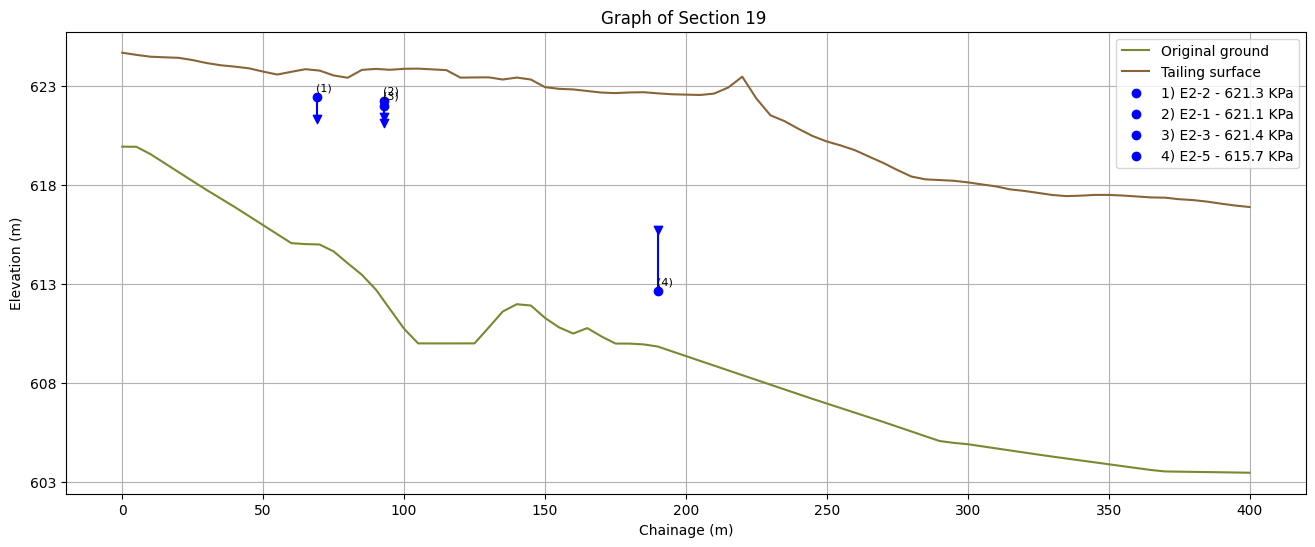 Graph of Section 19
Original ground
Tailing surface
1) E2-2 - 621.3 KPa
2) E2-1 - 621.1 KPa
3) E2-3 - 621.4 KPa
4) E2-5 - 615.7 KPa
(1)
(2)
(3)
(4)
Elevation (m)
623
618
613
608
603
0 50 100 150 200 250 300 350 400
Chainage (m)